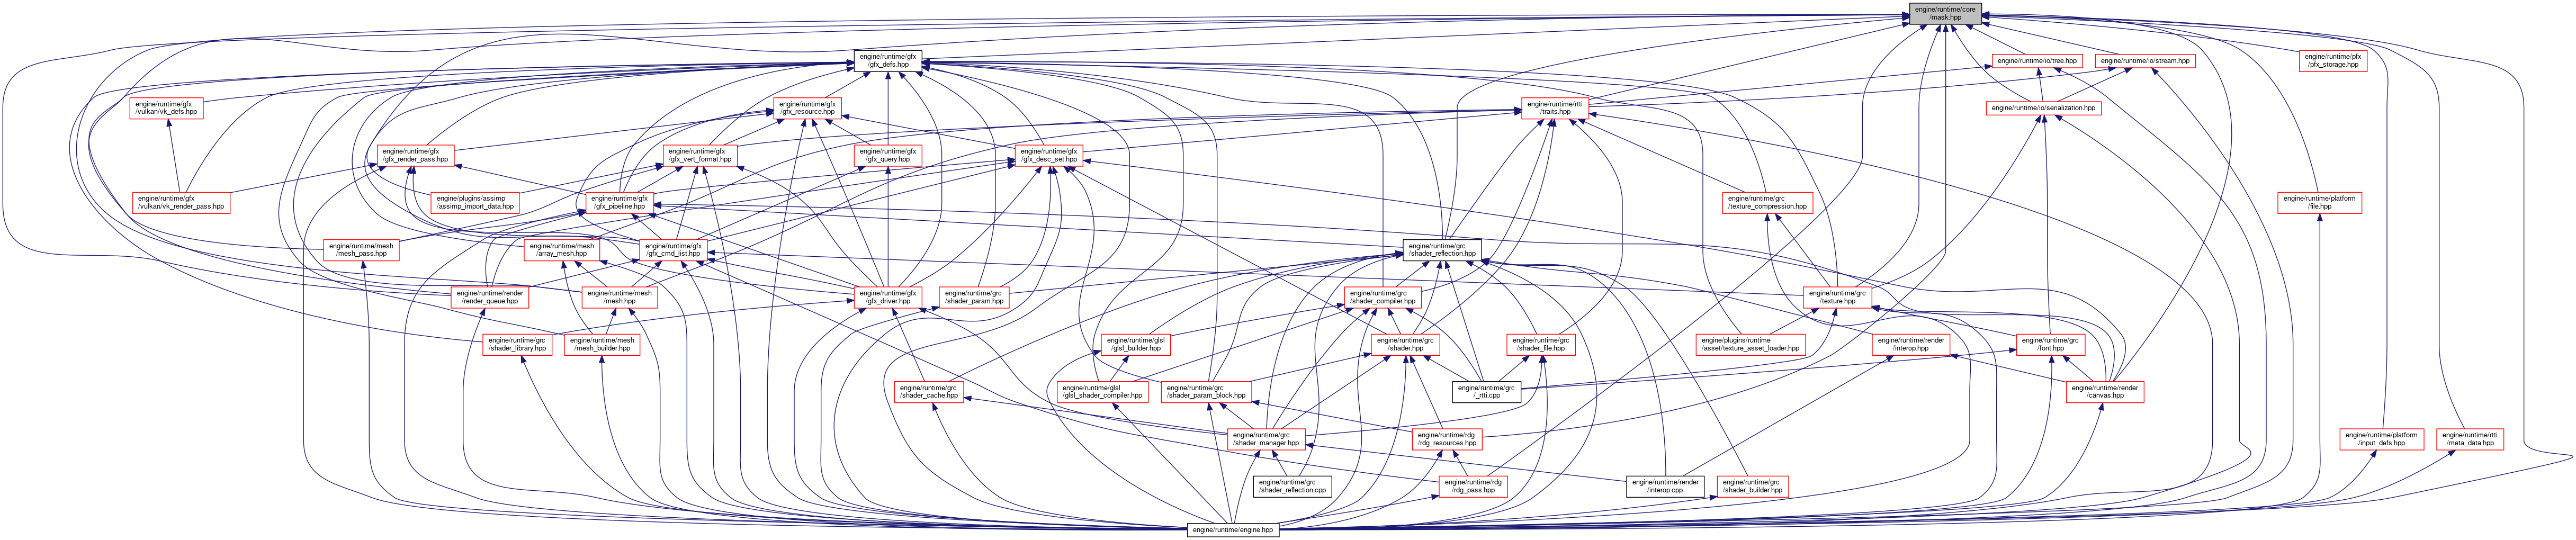 engine/runtime/core
/mask.hpp
engine/runtime/gfx
/gfx_defs.hpp
engine/runtime/io/tree.hpp
engine/runtime/io/stream.hpp
engine/runtime/pfx
/pfx_storage.hpp
engine/runtime/gfx
/vulkan/vk_defs.hpp
engine/runtime/gfx
/gfx_resource.hpp
engine/runtime/rtti
/traits.hpp
engine/runtime/io/serialization.hpp
engine/runtime/gfx
/gfx_render_pass.hpp
engine/runtime/gfx
/gfx_vert_format.hpp
engine/runtime/gfx
/gfx_query.hpp
engine/runtime/gfx
/gfx_desc_set.hpp
engine/runtime/gfx
/vulkan/vk_render_pass.hpp
engine/plugins/assimp
/assimp_import_data.hpp
engine/runtime/gfx
/gfx_pipeline.hpp
engine/runtime/grc
/texture_compression.hpp
engine/runtime/platform
/file.hpp
engine/runtime/mesh
/mesh_pass.hpp
engine/runtime/mesh
/array_mesh.hpp
engine/runtime/gfx
/gfx_cmd_list.hpp
engine/runtime/grc
/shader_reflection.hpp
engine/runtime/render
/render_queue.hpp
engine/runtime/mesh
/mesh.hpp
engine/runtime/gfx
/gfx_driver.hpp
engine/runtime/grc
/shader_param.hpp
engine/runtime/grc
/shader_compiler.hpp
engine/runtime/grc
/texture.hpp
engine/runtime/grc
/shader_library.hpp
engine/runtime/mesh
/mesh_builder.hpp
engine/runtime/glsl
/glsl_builder.hpp
engine/runtime/grc
/shader.hpp
engine/runtime/grc
/shader_file.hpp
engine/plugins/runtime
/asset/texture_asset_loader.hpp
engine/runtime/render
/interop.hpp
engine/runtime/grc
/font.hpp
engine/runtime/grc
/shader_cache.hpp
engine/runtime/glsl
/glsl_shader_compiler.hpp
engine/runtime/grc
/shader_param_block.hpp
engine/runtime/grc
/_rtti.cpp
engine/runtime/render
/canvas.hpp
engine/runtime/grc
/shader_manager.hpp
engine/runtime/rdg
/rdg_resources.hpp
engine/runtime/platform
/input_defs.hpp
engine/runtime/rtti
/meta_data.hpp
engine/runtime/grc
/shader_reflection.cpp
engine/runtime/rdg
/rdg_pass.hpp
engine/runtime/render
/interop.cpp
engine/runtime/grc
/shader_builder.hpp
engine/runtime/engine.hpp